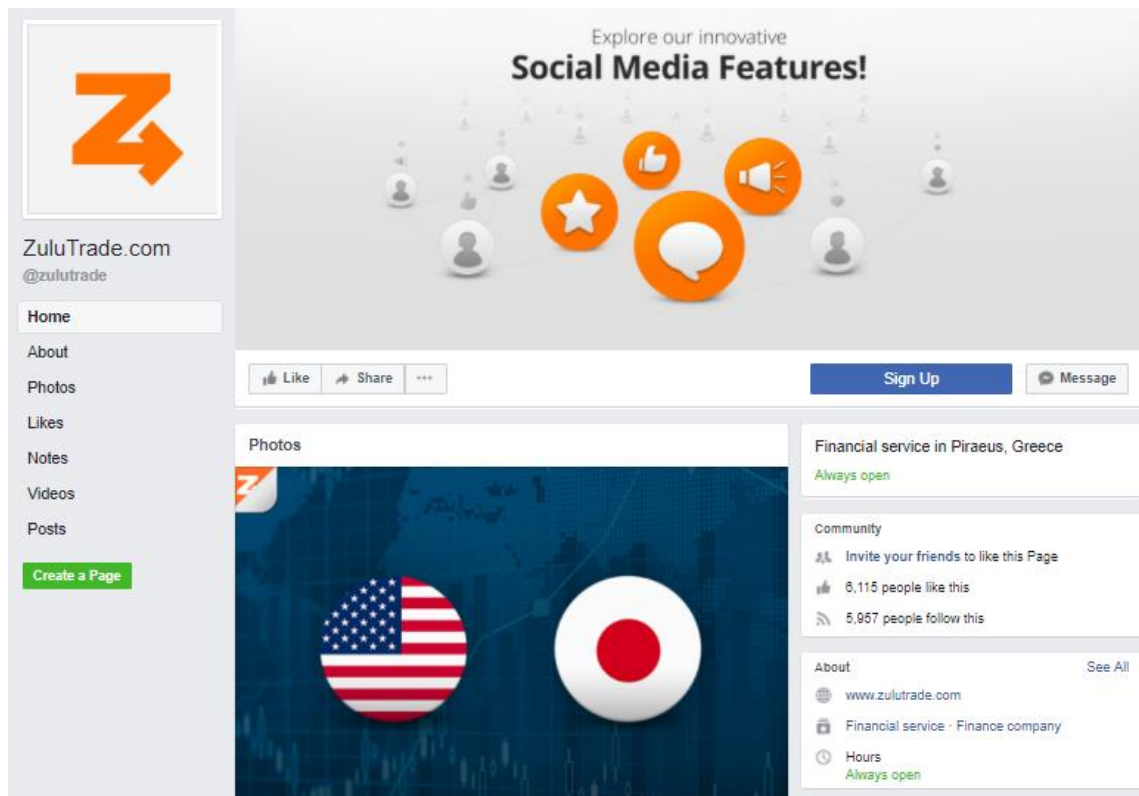 Explore our innovative
Social Media Features!
ZuluTrade.com
@zulutrade
Home
About
Photos
Likes
Notes
Videos
Posts
Create a Page
Like
Share
Sign Up
Message
Photos
Financial service in Piraeus, Greece
Always open
Community
Invite your friends to like this Page
6,115 people like this
5,957 people follow this
About
See All
www.zulutrade.com
Financial service · Finance company
Hours
Always open